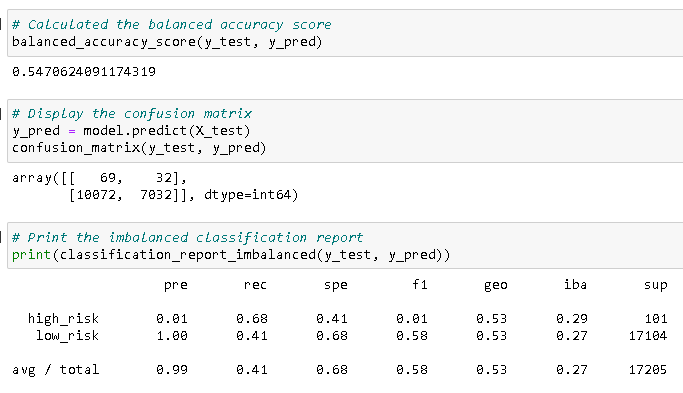 # Calculated the balanced accuracy score
balanced_accuracy_score(y_test, y_pred)
0.5470624091174319
# Display the confusion matrix
y_pred = model.predict(X_test)
confusion_matrix(y_test, y_pred)
array([[   69,    32],
       [10072,  7032]], dtype=int64)
# Print the imbalanced classification report
print(classification_report_imbalanced(y_test, y_pred))
pre rec spe f1 geo iba sup
high_risk 0.01 0.68 0.41 0.01 0.53 0.29 101
low_risk 1.00 0.41 0.68 0.58 0.53 0.27 17104
avg / total 0.99 0.41 0.68 0.58 0.53 0.27 17205